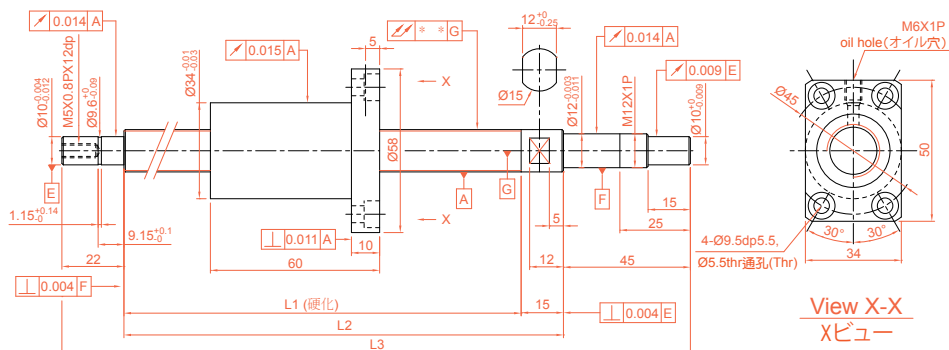 0.014 A
0.015 A
* * G
0.014 A
0.009 E
12 +0 -0.25
M6X1P
oil hole(オイル穴)
5
X
Ø15
Ø45
Ø10 -0.004 -0.012
M5X0.8PX12dp
Ø9.6 +0 -0.09
Ø34 -0.01 -0.03
Ø58
Ø12 -0.003 -0.011
M12X1P
Ø10 +0 -0.009
50
E
A
G
F
X
1.15 +0.14 -0
9.15 +0.1 -0
22
0.011 A
10
60
5
12
15
25
45
4-Ø9.5dp5.5,
Ø5.5thr通孔(Thr)
30° 30°
34
0.004 F
L1 (硬化)
15
0.004 E
L2
L3
View X-X
Xビュー